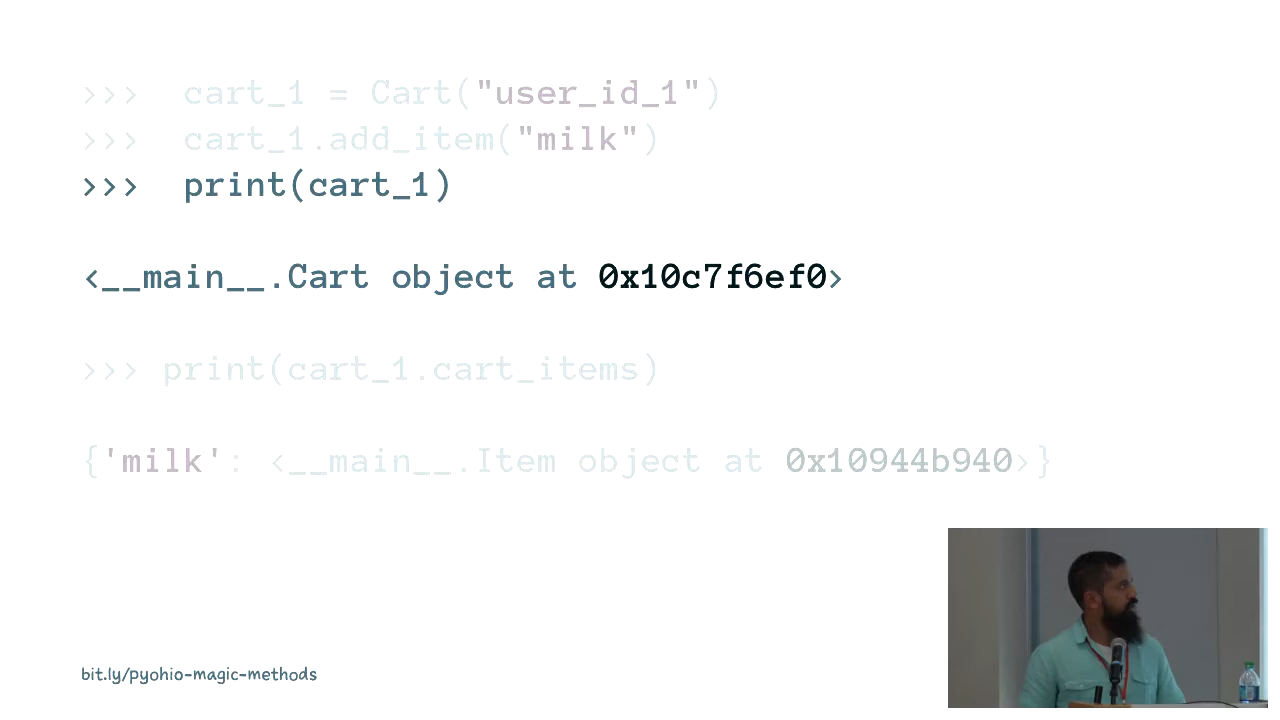 >>> cart_1 = Cart("user_id_1")
>>> cart_1.add_item("milk")
>>> print(cart_1)
<__main__.Cart object at 0x10c7f6ef0>
>>> print(cart_1.cart_items)
{'milk': <__main__.Item object at 0x10944b940>}
bit.ly/pyohio-magic-methods